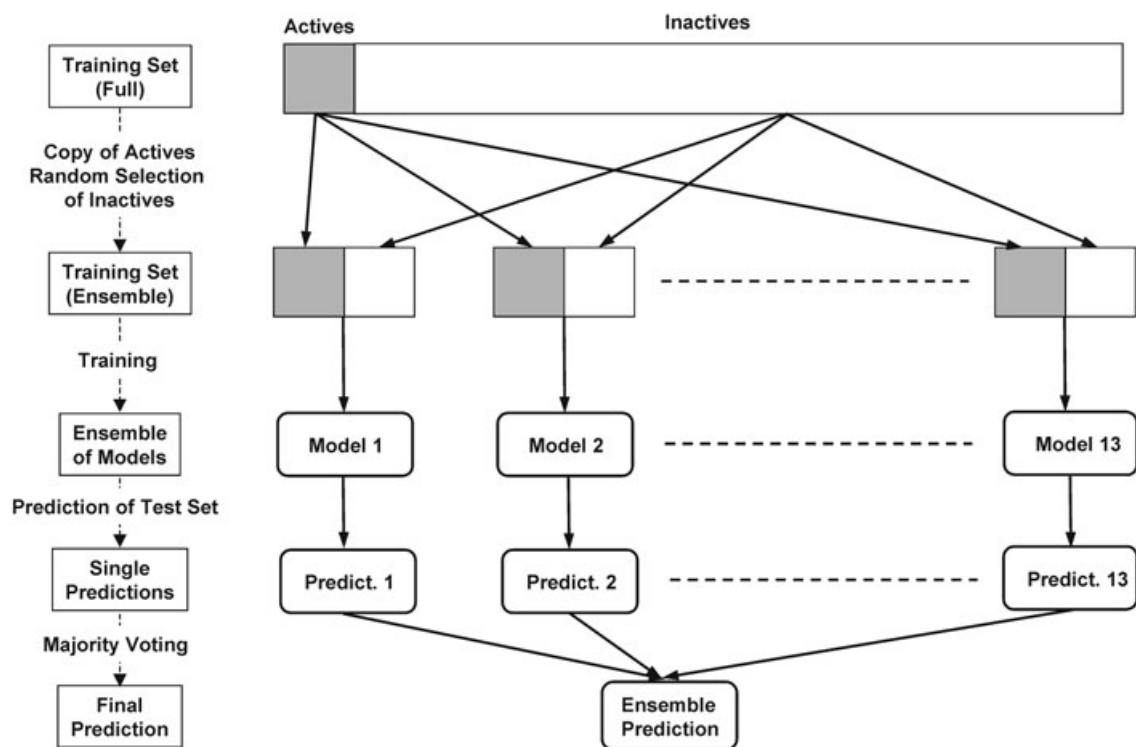 Actives
Inactives
Training Set
(Full)
Copy of Actives
Random Selection
of Inactives
Training Set
(Ensemble)
Training
Ensemble
of Models
Model 1
Model 2
Model 13
Prediction of Test Set
Single
Predictions
Predict. 1
Predict. 2
Predict. 13
Majority Voting
Final
Prediction
Ensemble
Prediction